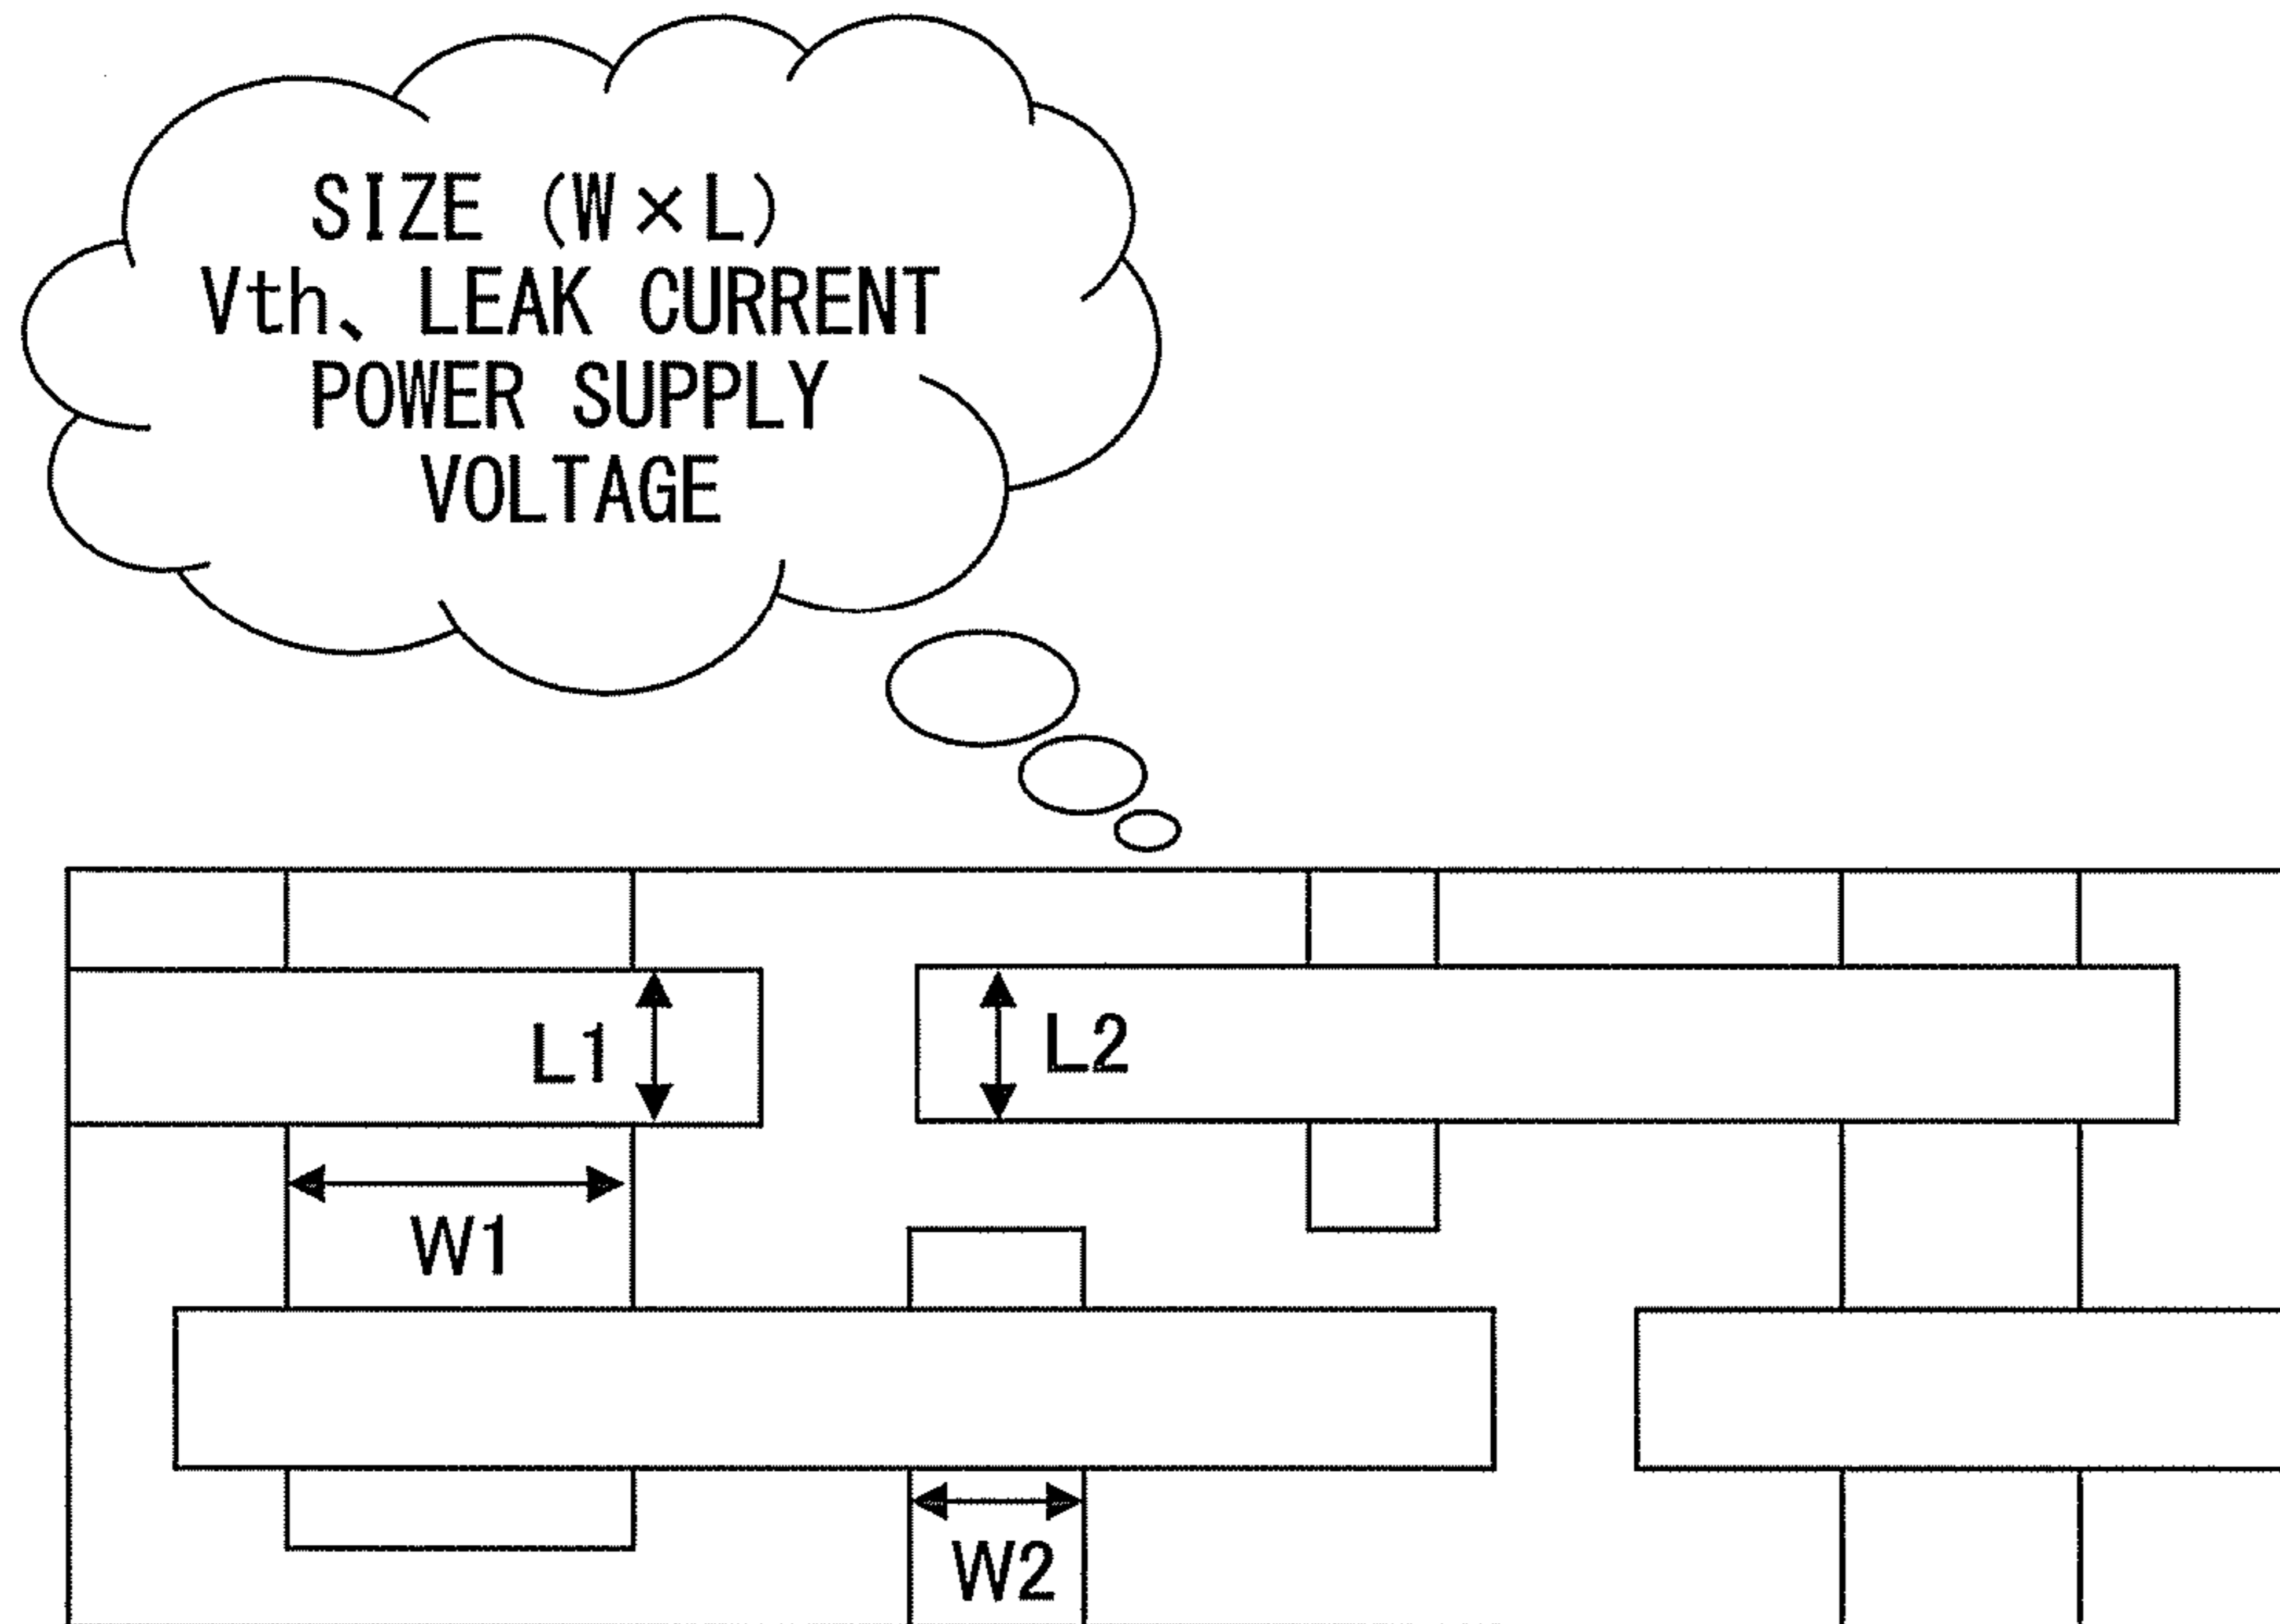 SIZE (W×L)
Vth、LEAK CURRENT
POWER SUPPLY
VOLTAGE
L1
L2
W1
W2